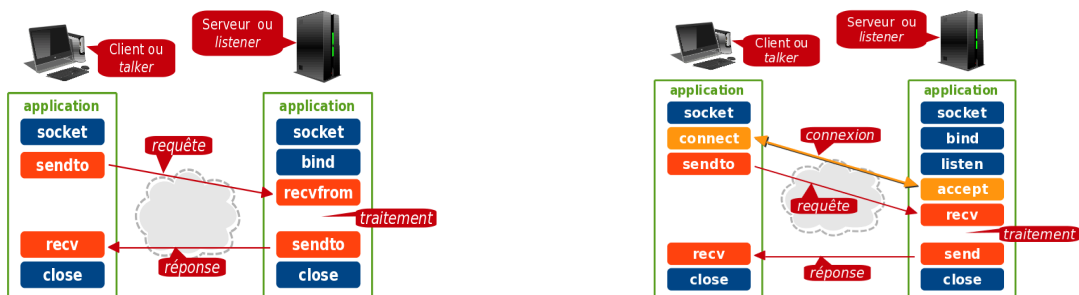 Client ou
talker
Serveur ou
listener
application
socket
sendto
recv
close
requête
réponse
application
socket
bind
recvfrom
traitement
sendto
close
Client ou
talker
Serveur ou
listener
application
socket
connect
sendto
recv
close
connexion
requête
réponse
application
socket
bind
listen
accept
recv
traitement
send
close